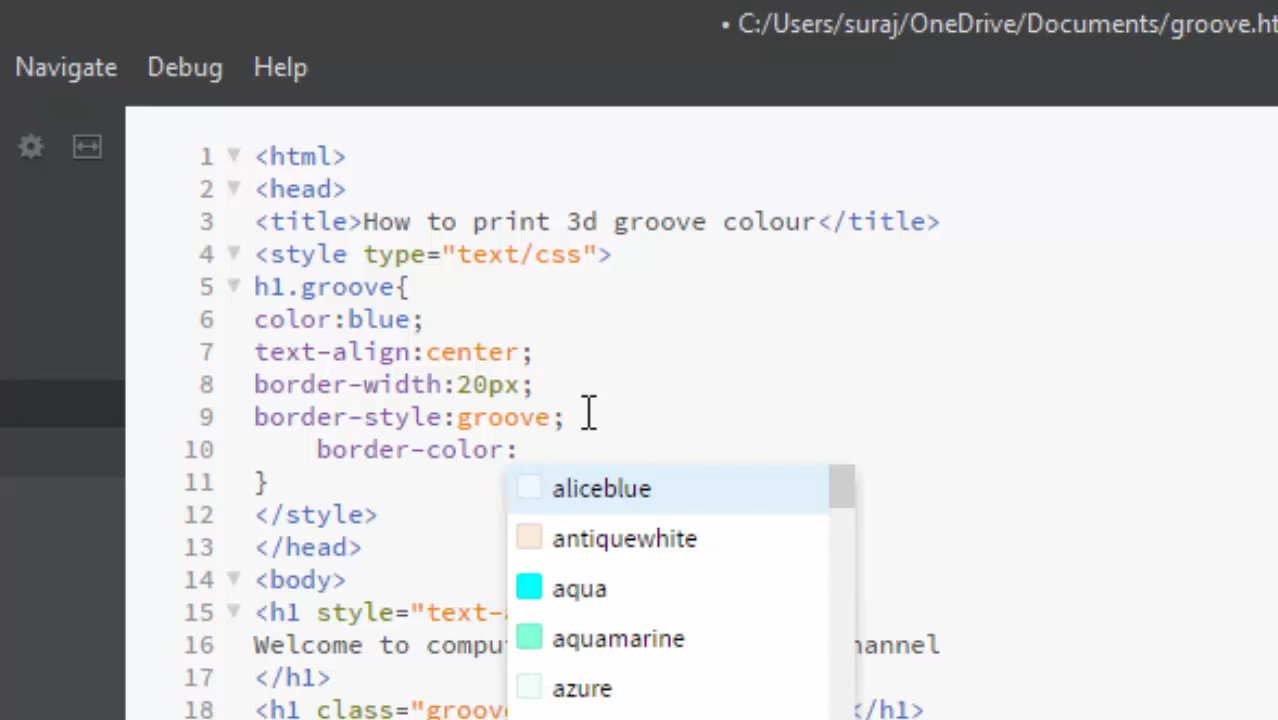 • C:/Users/suraj/OneDrive/Documents/groove.ht
Navigate Debug Help
1 <html>
2 <head>
3 <title>How to print 3d groove colour</title>
4 <style type="text/css">
5 h1.groove{
6 color:blue;
7 text-align:center;
8 border-width:20px;
9 border-style:groove;
10 border-color:
11 }
12 </style>
13 </head>
14 <body>
15 <h1 style="text-
16 Welcome to compu hannel
17 </h1>
18 <h1 class="groov </h1>
aliceblue
antiquewhite
aqua
aquamarine
azure